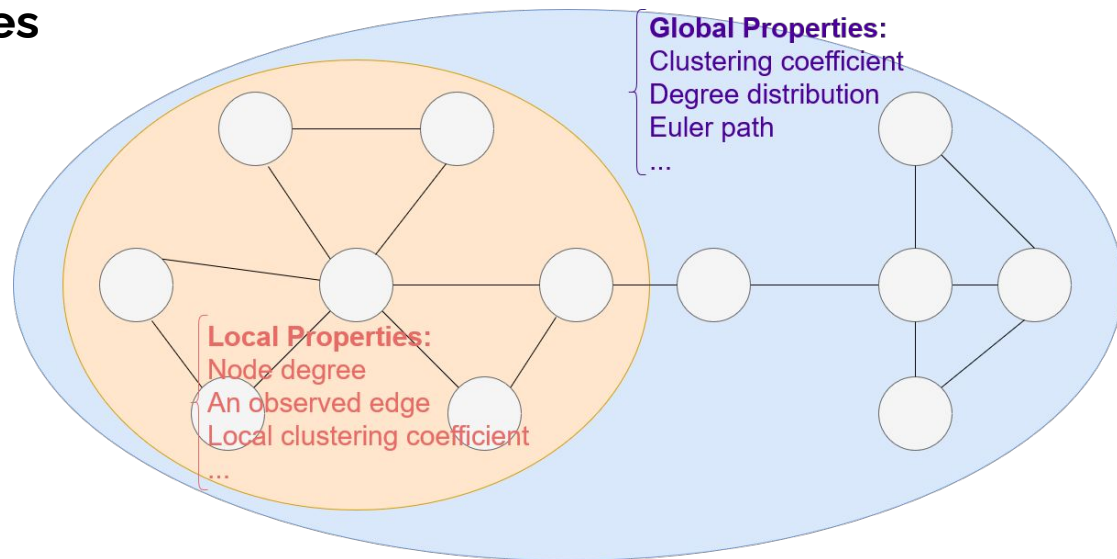 es
Global Properties:
Clustering coefficient
Degree distribution
Euler path
...
Local Properties:
Node degree
An observed edge
Local clustering coefficient
...